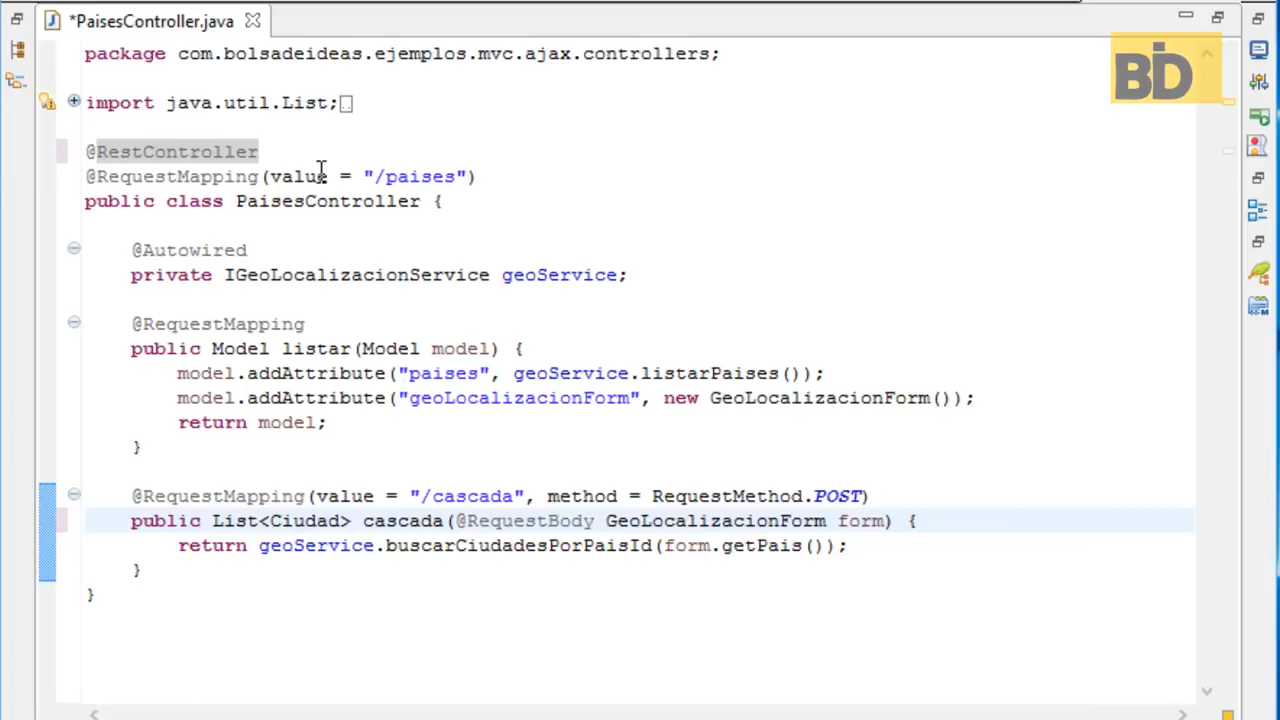 *PaisesController.java
BD
package com.bolsadeideas.ejemplos.mvc.ajax.controllers;
import java.util.List;
@RestController
@RequestMapping(value = "/paises")
public class PaisesController {
@Autowired
private IGeoLocalizacionService geoService;
@RequestMapping
public Model listar(Model model) {
model.addAttribute("paises", geoService.listarPaises());
model.addAttribute("geoLocalizacionForm", new GeoLocalizacionForm());
return model;
}
@RequestMapping(value = "/cascada", method = RequestMethod.POST)
public List<Ciudad> cascada(@RequestBody GeoLocalizacionForm form) {
return geoService.buscarCiudadesPorPaisId(form.getPais());
}
}